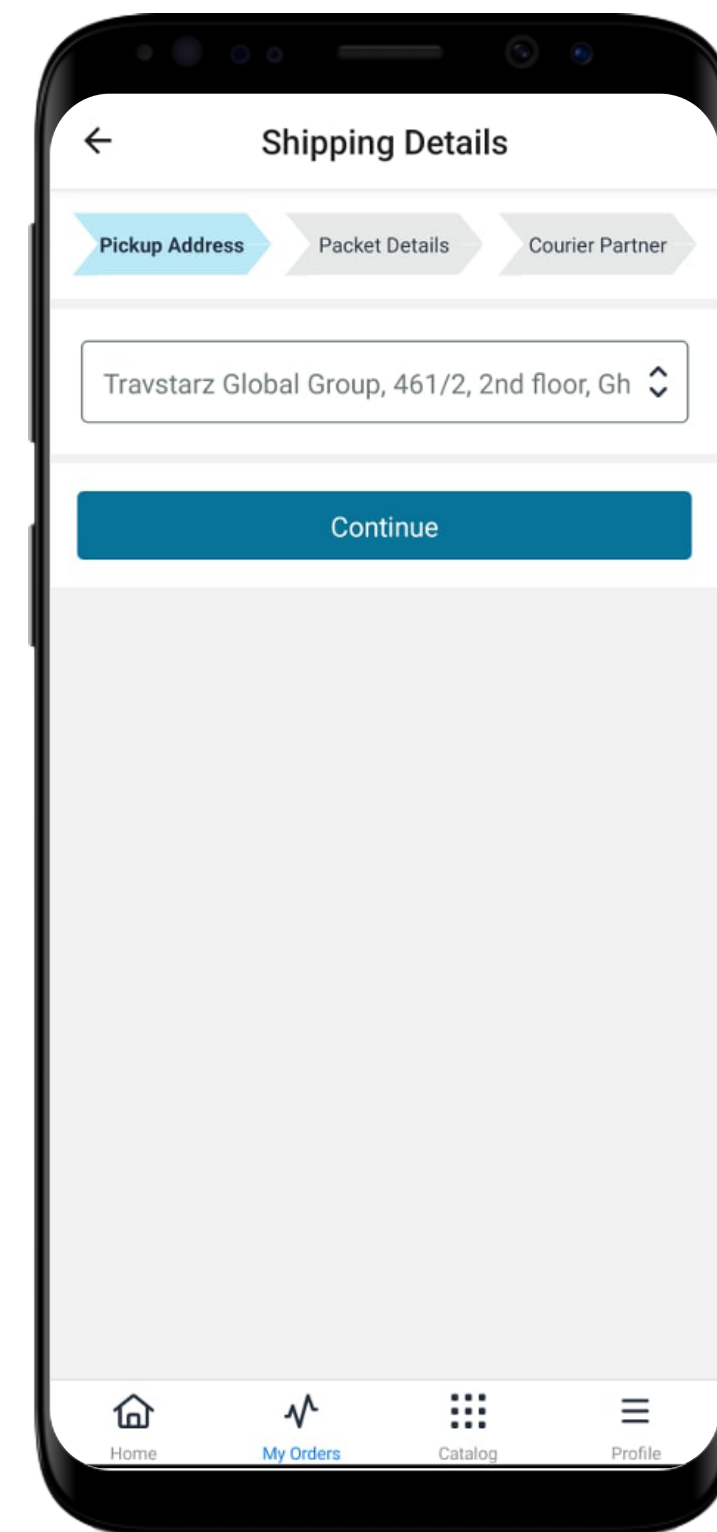 Shipping Details
Pickup Address
Packet Details
Courier Partner
Travstarz Global Group, 461/2, 2nd floor, Gh
Continue
Home
My Orders
Catalog
Profile